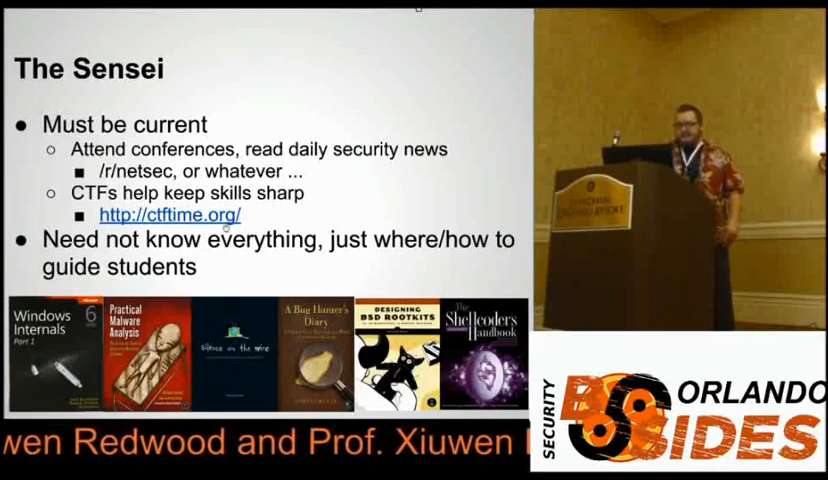 The Sensei
● Must be current
○ Attend conferences, read daily security news
■ /r/netsec, or whatever ...
○ CTFs help keep skills sharp
■ http://ctftime.org/
● Need not know everything, just where/how to
guide students
Windows
Internals
6
Part 1
Practical
Malware
Analysis
Silence on the wire
A Bug Hunter's
Diary
DESIGNING
BSD ROOTKITS
The
Shellcoder's
Handbook
wen Redwood and Prof. Xiuwen
SECURITY
BSIDES
ORLANDO